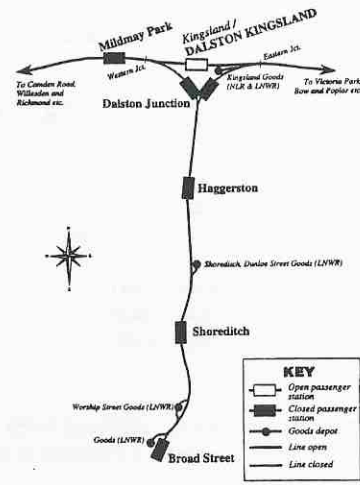 Mildmay Park
Kingsland /
DALSTON KINGSLAND
Western Jct.
Eastern Jct.
To Camden Road,
Willesden and
Richmond etc.
Kingsland Goods
(NLR & LNWR)
To Victoria Park,
Bow and Poplar etc.
Dalston Junction
Haggerston
Shoreditch, Dunloe Street Goods (LNWR)
Shoreditch
Worship Street Goods (LNWR)
Goods (LNWR)
Broad Street
KEY
Open passenger
station
Closed passenger
station
Goods depot
Line open
Line closed